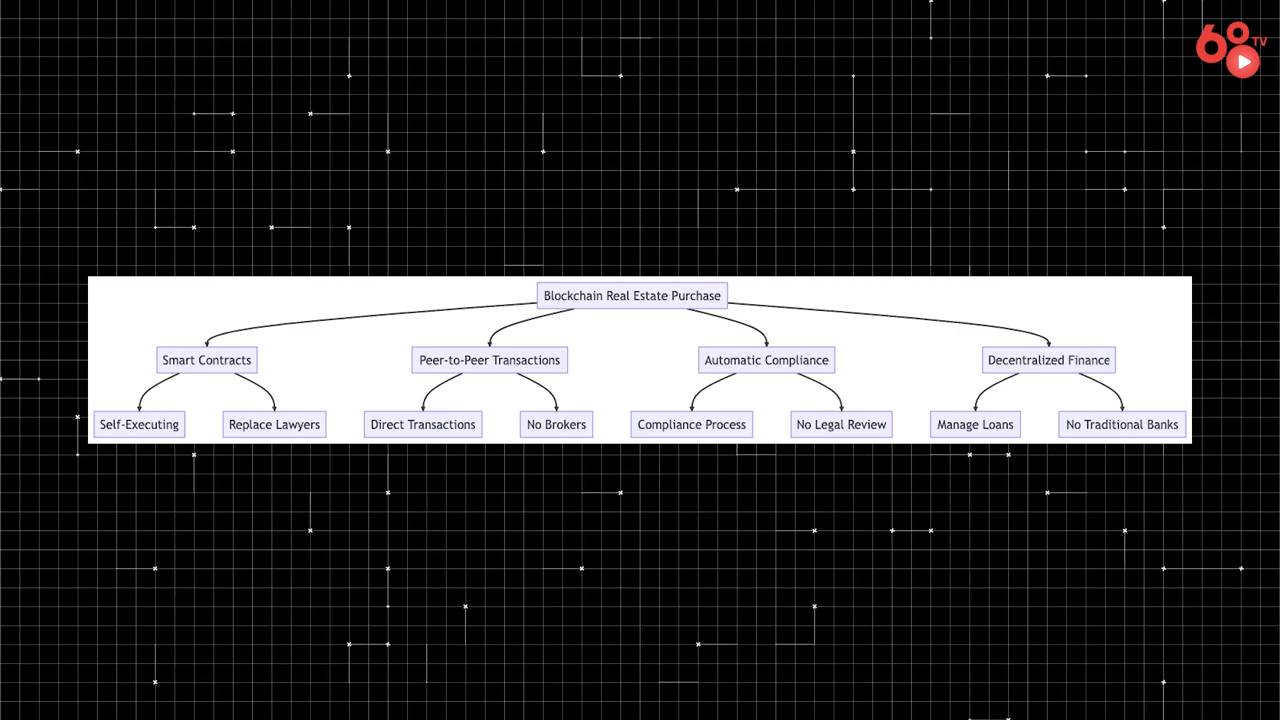 60 TV
Blockchain Real Estate Purchase
Smart Contracts
Peer-to-Peer Transactions
Automatic Compliance
Decentralized Finance
Self-Executing
Replace Lawyers
Direct Transactions
No Brokers
Compliance Process
No Legal Review
Manage Loans
No Traditional Banks